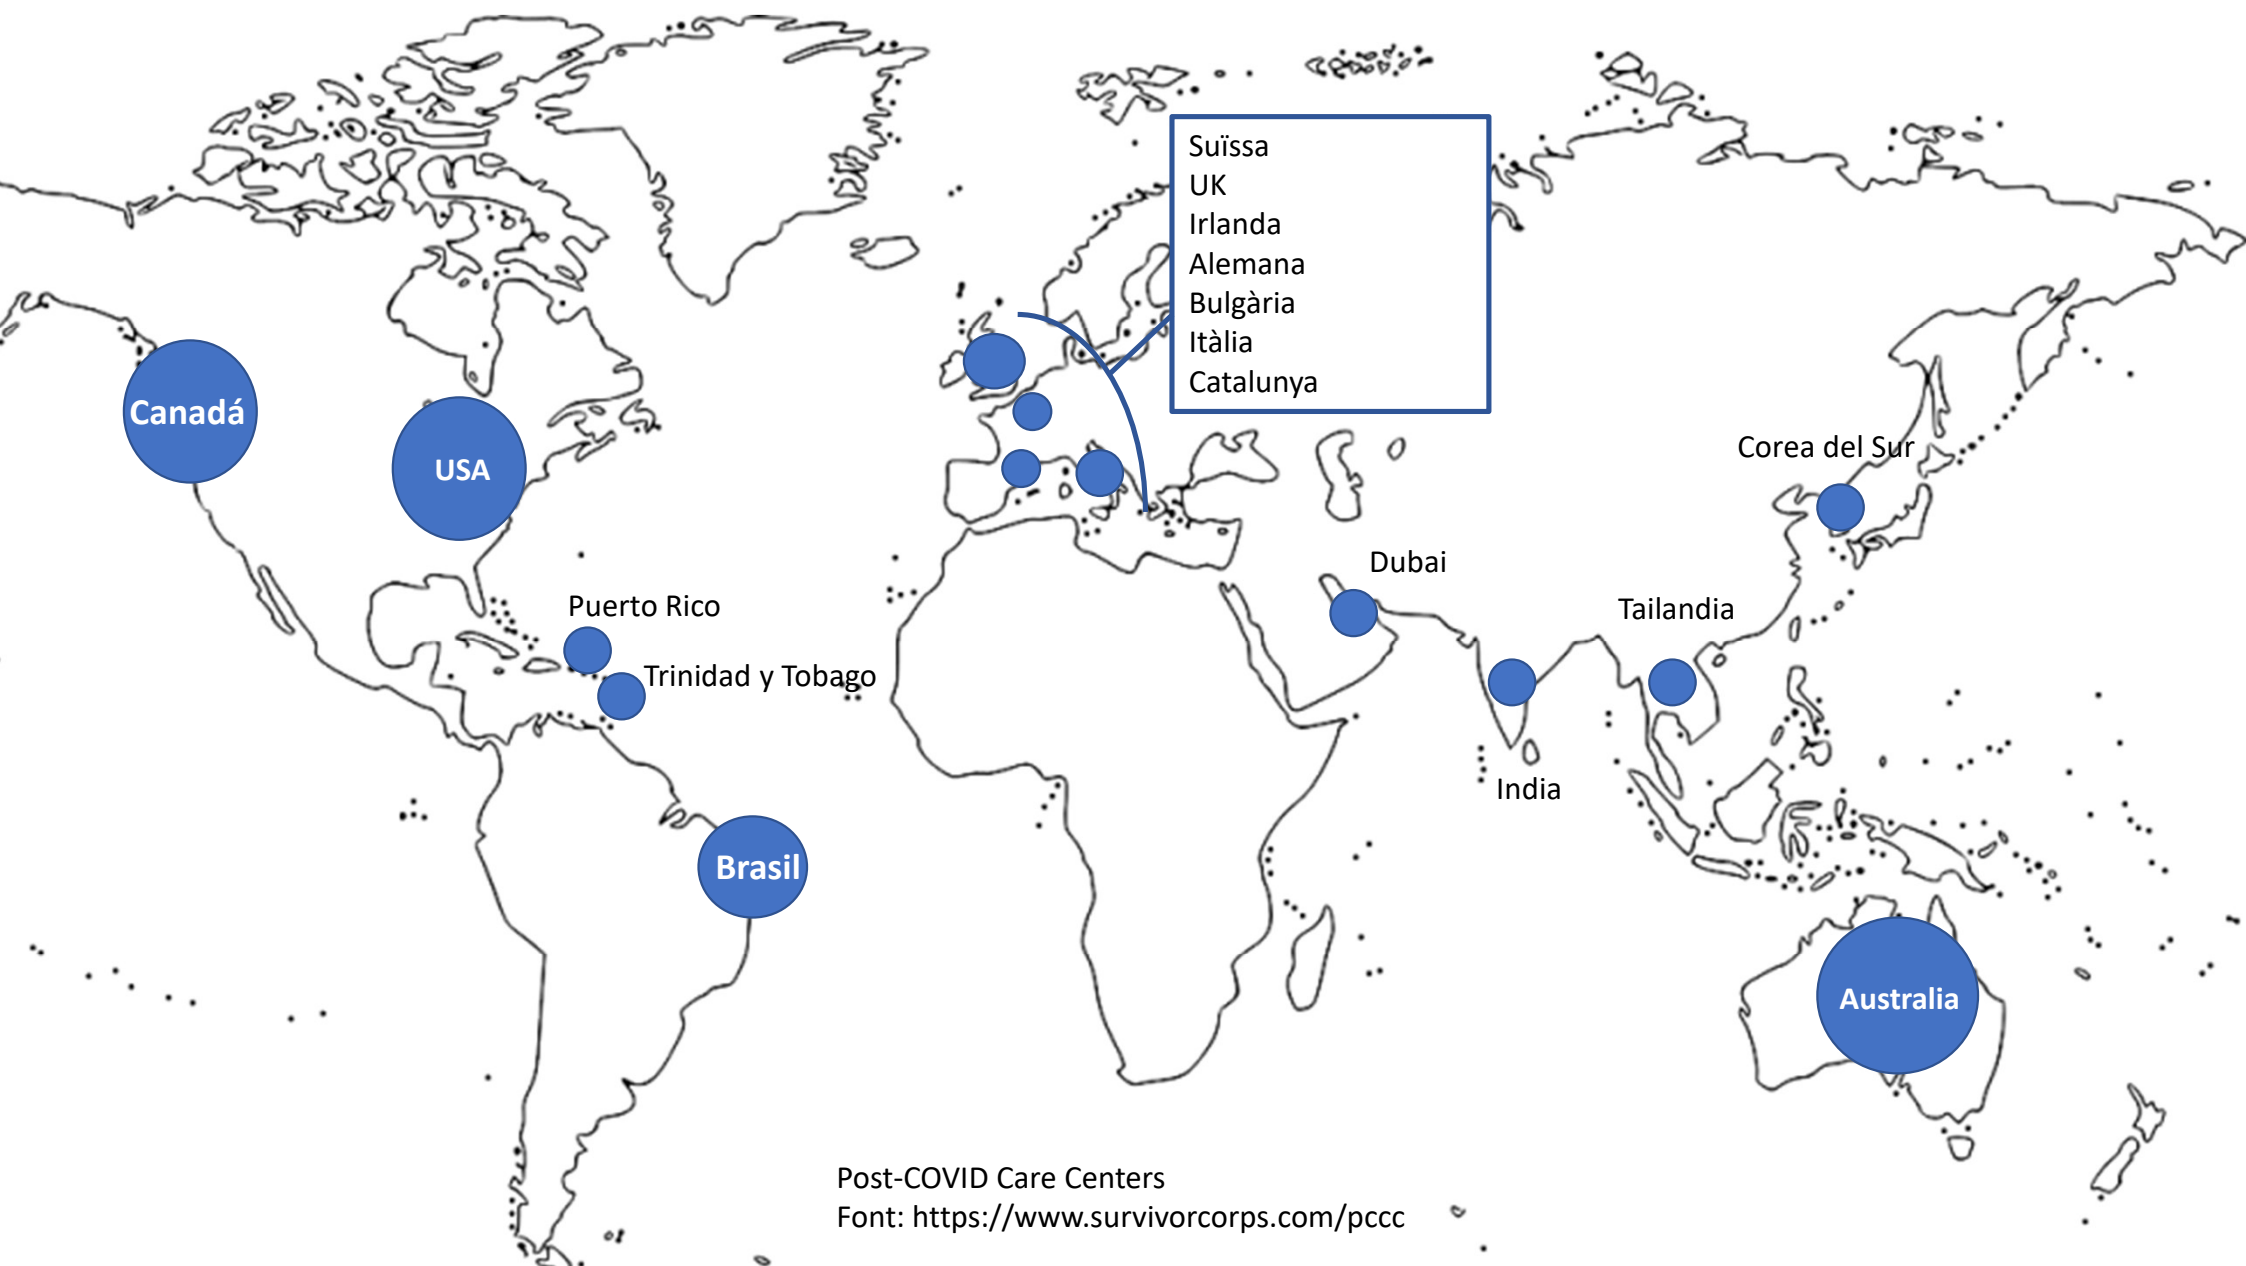 Suïssa
UK
Irlanda
Alemana
Bulgària
Itàlia
Catalunya
Canadá
USA
Corea del Sur
Dubai
Puerto Rico
Tailandia
Trinidad y Tobago
India
Brasil
Australia
Post-COVID Care Centers
Font: https://www.survivorcorps.com/pccc